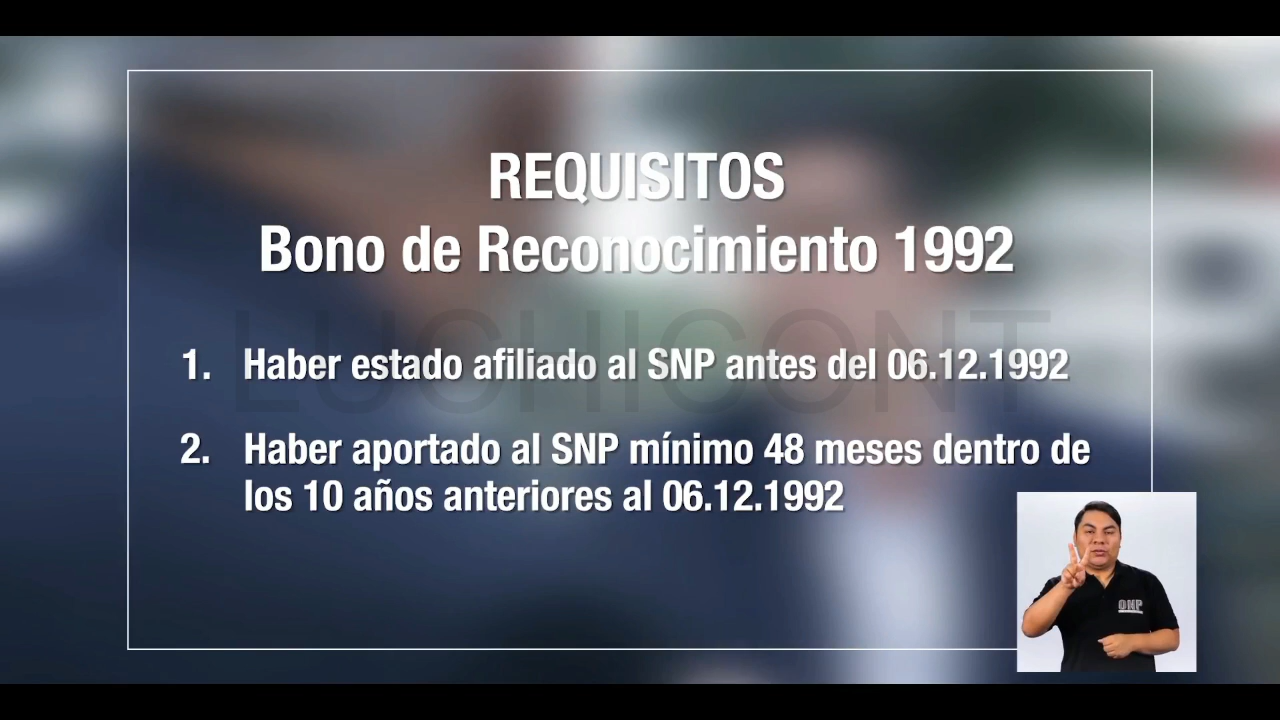 REQUISITOS
Bono de Reconocimiento 1992
LUCHICONT
1. Haber estado afiliado al SNP antes del 06.12.1992
2. Haber aportado al SNP mínimo 48 meses dentro de
los 10 años anteriores al 06.12.1992
ONP